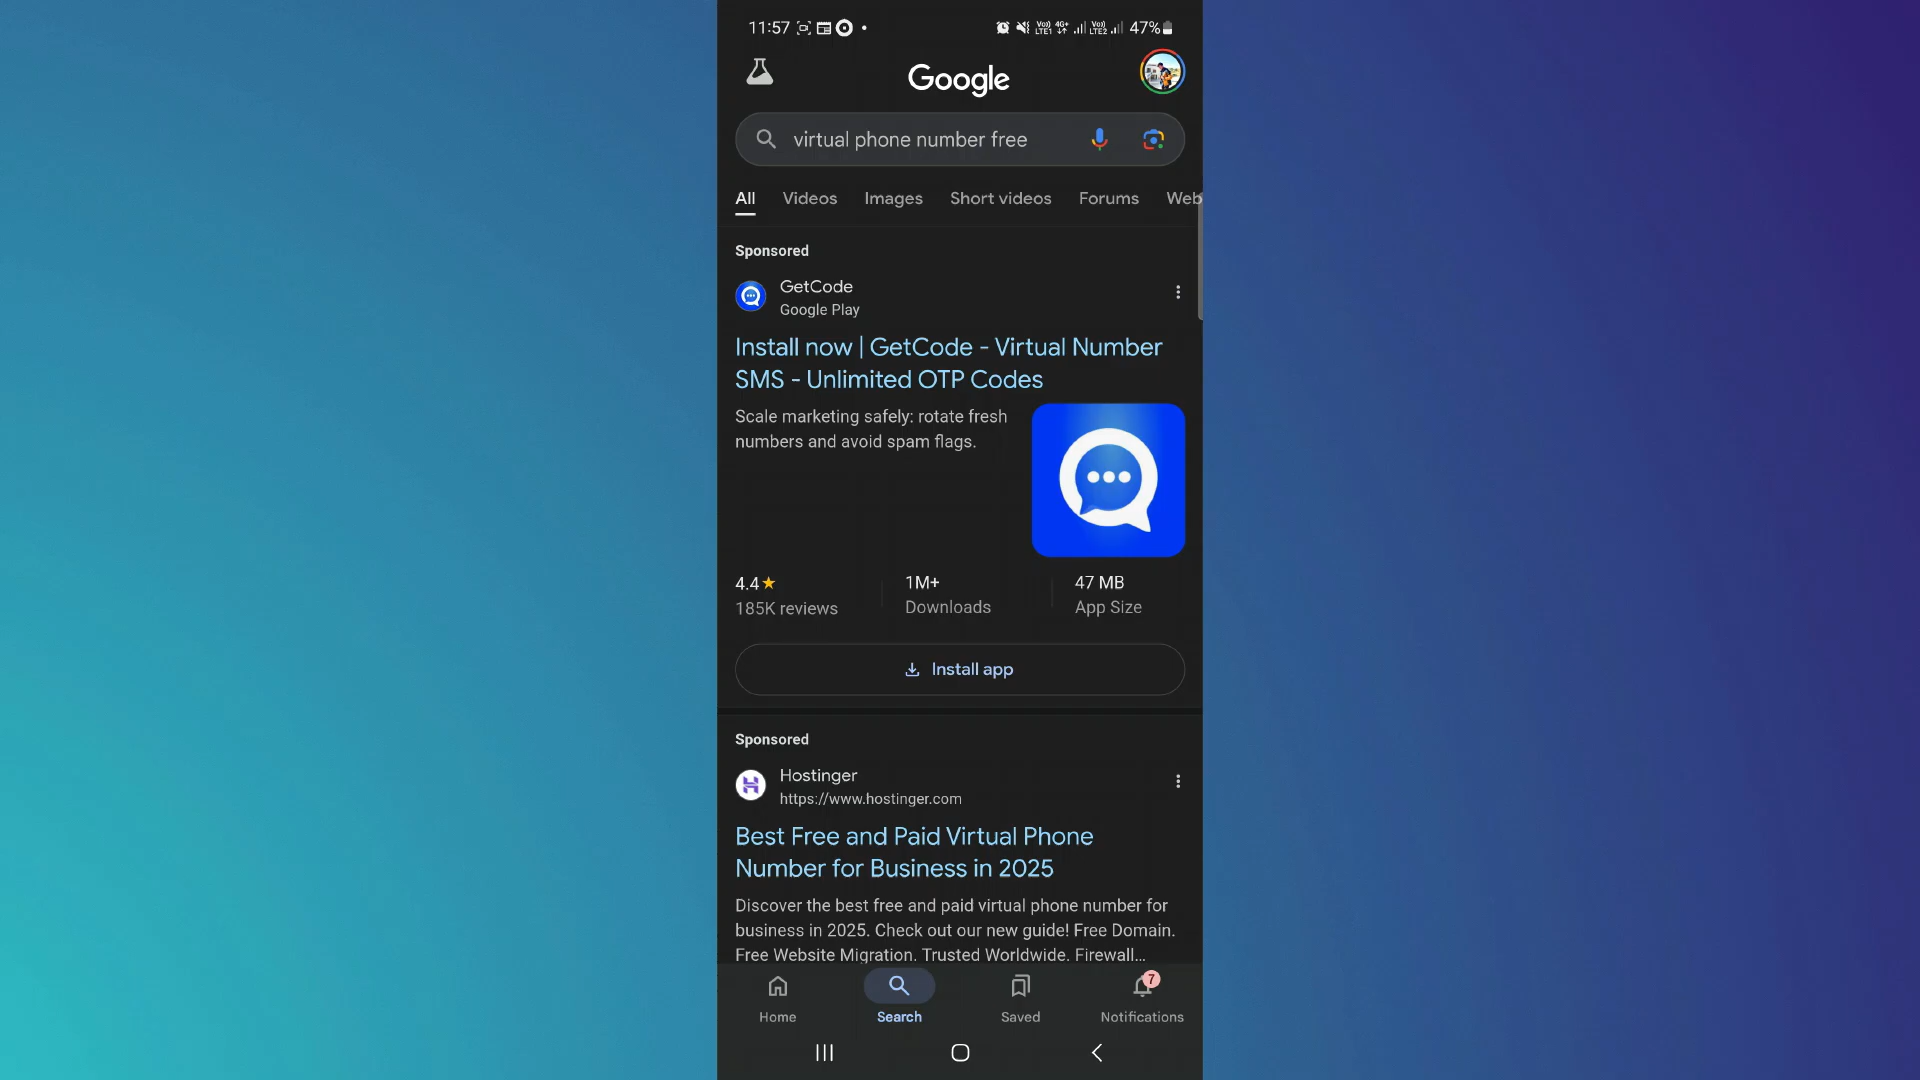 11:57
Vo) LTE1 4G+ Vo) LTE2 47%
Google
virtual phone number free
All Videos Images Short videos Forums Web
Sponsored
GetCode
Google Play
Install now | GetCode - Virtual Number
SMS - Unlimited OTP Codes
Scale marketing safely: rotate fresh
numbers and avoid spam flags.
4.4★ 1M+ 47 MB
185K reviews Downloads App Size
Install app
Sponsored
Hostinger
https://www.hostinger.com
Best Free and Paid Virtual Phone
Number for Business in 2025
Discover the best free and paid virtual phone number for
business in 2025. Check out our new guide! Free Domain.
Free Website Migration. Trusted Worldwide. Firewall...
7
Home Search Saved Notifications